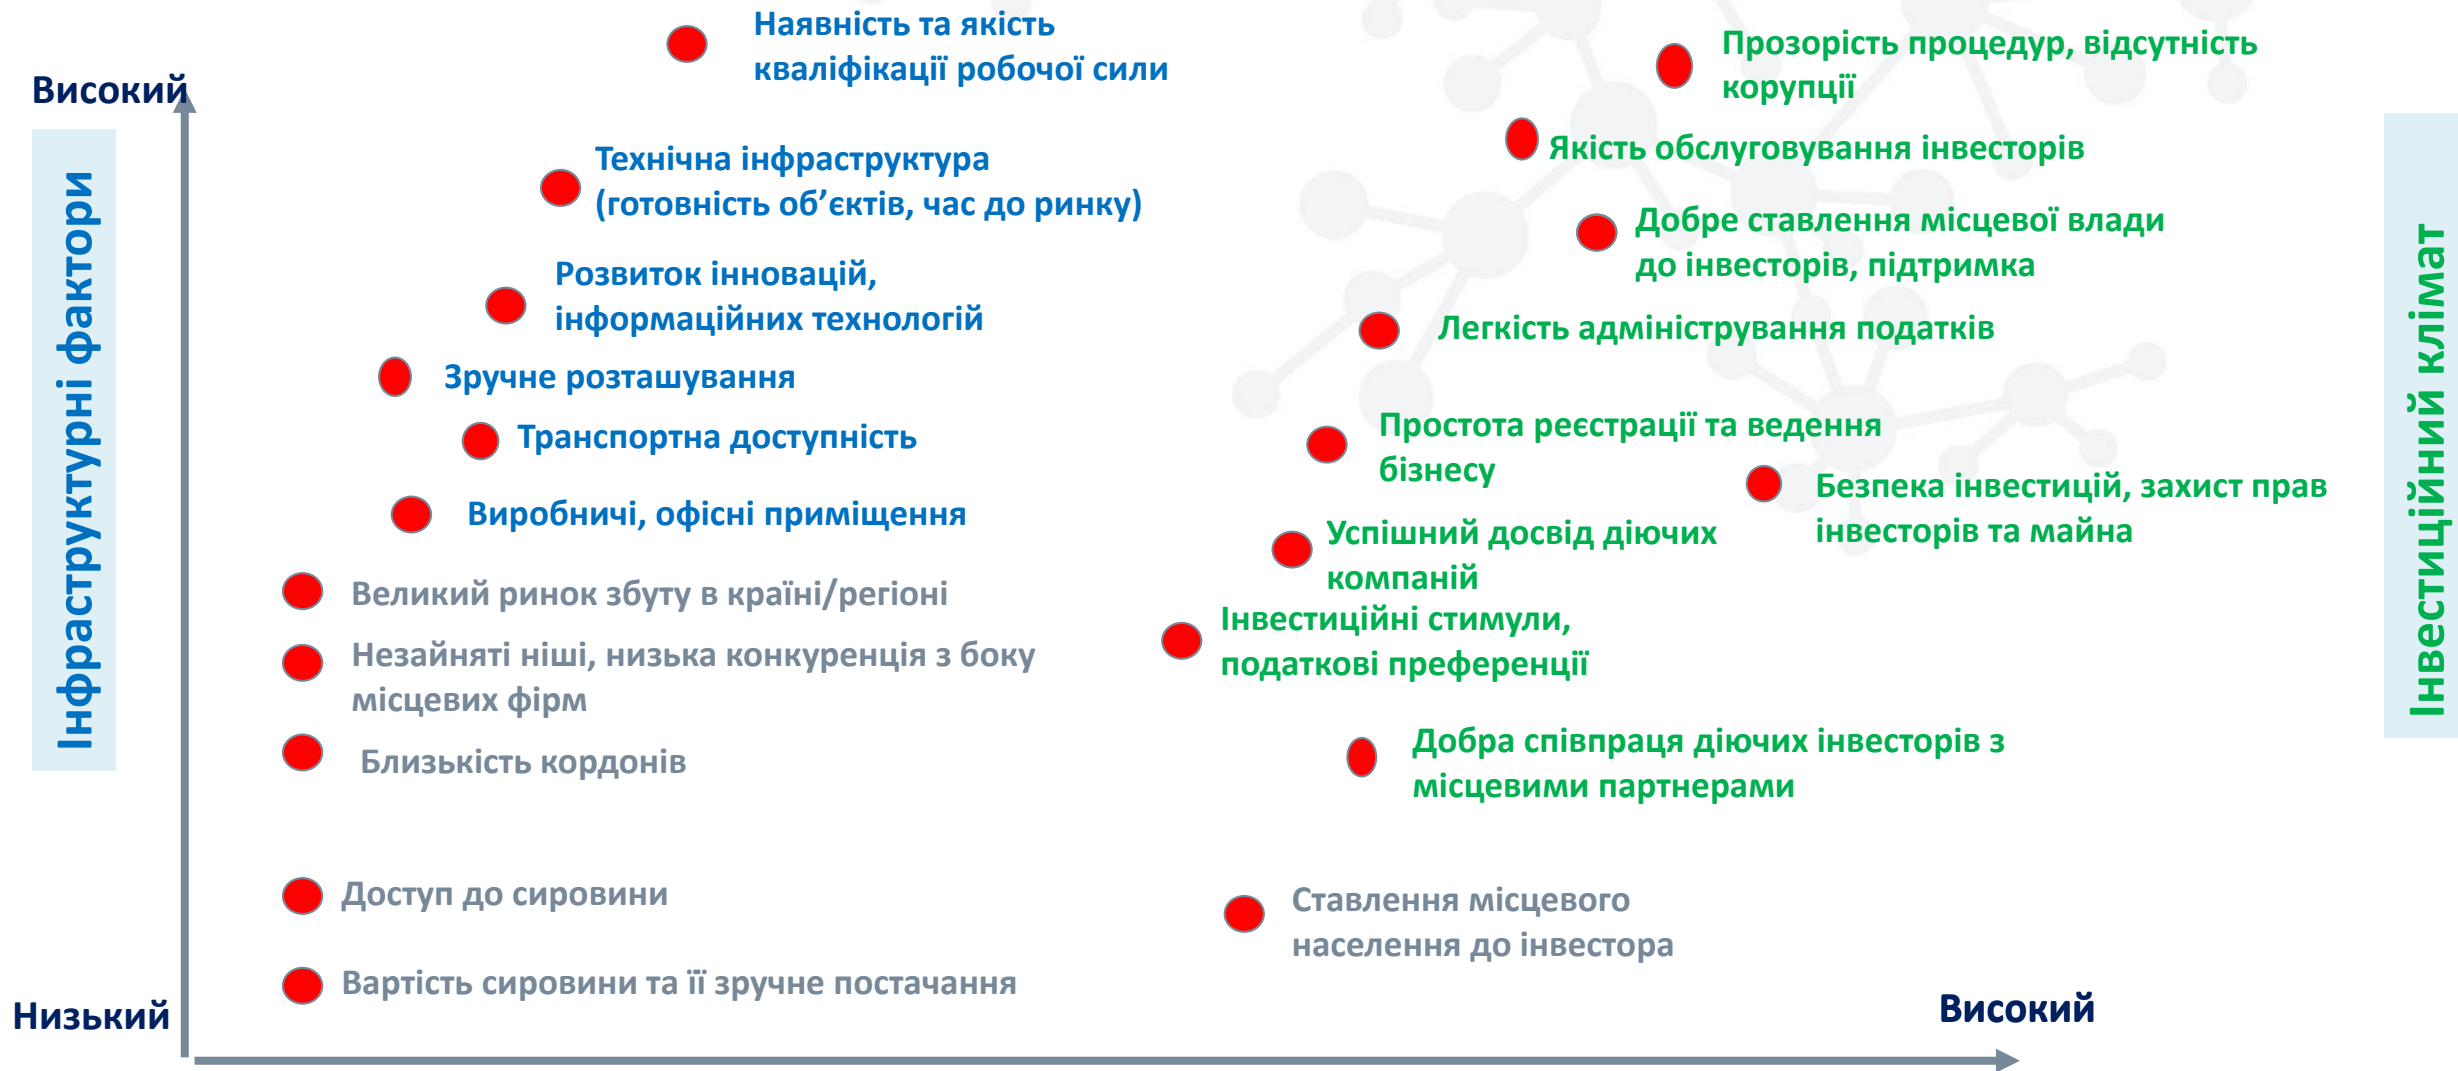 Наявність та якість
кваліфікації робочої сили
Прозорість процедур, відсутність
корупції
Високий
Якість обслуговування інвесторів
Технічна інфраструктура
(готовність об’єктів, час до ринку)
Добре ставлення місцевої влади
до інвесторів, підтримка
Розвиток інновацій,
інформаційних технологій
Легкість адміністрування податків
Інфраструктурні фактори
Інвестиційний клімат
Зручне розташування
Транспортна доступність
Простота реєстрації та ведення
бізнесу
Безпека інвестицій, захист прав
інвесторів та майна
Виробничі, офісні приміщення
Успішний досвід діючих
компаній
Великий ринок збуту в країні/регіоні
Інвестиційні стимули,
податкові преференції
Незайняті ніші, низька конкуренція з боку
місцевих фірм
Близькість кордонів
Добра співпраця діючих інвесторів з
місцевими партнерами
Доступ до сировини
Ставлення місцевого
населення до інвестора
Вартість сировини та її зручне постачання
Низький
Високий